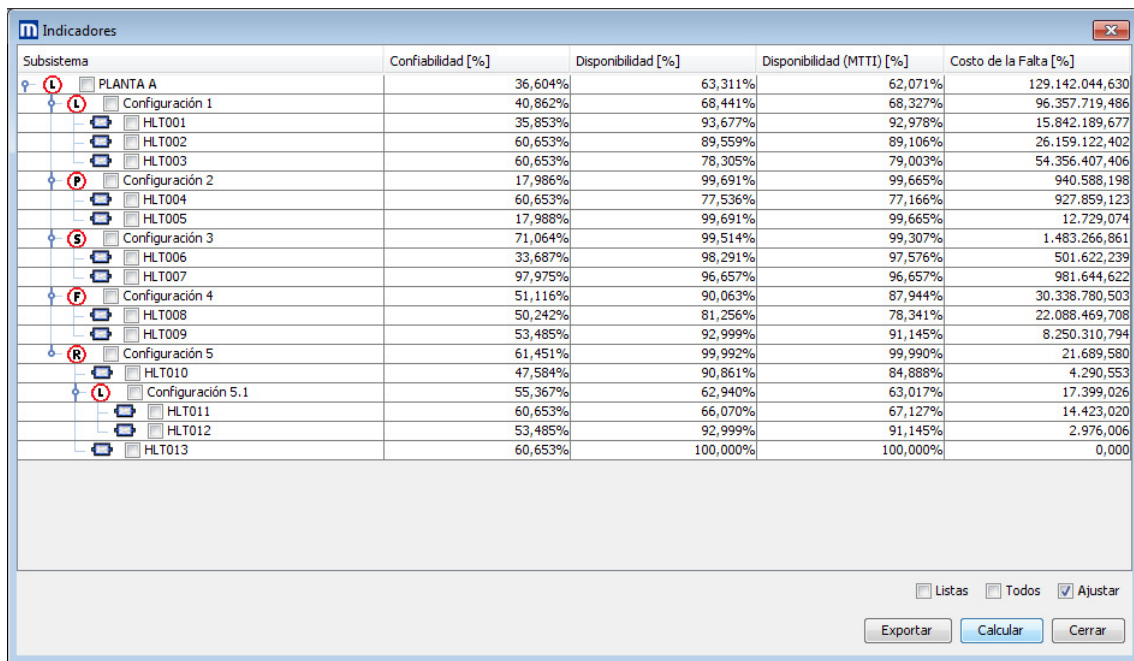 m Indicadores
Subsistema Confiabilidad [%] Disponibilidad [%] Disponibilidad (MTTI) [%] Costo de la Falta [%]
L PLANTA A 36,604% 63,311% 62,071% 129.142.044,630
L Configuración 1 40,862% 68,441% 68,327% 96.357.719,486
HLT001 35,853% 93,677% 92,978% 15.842.189,677
HLT002 60,653% 89,559% 89,106% 26.159.122,402
HLT003 60,653% 78,305% 79,003% 54.356.407,406
P Configuración 2 17,986% 99,691% 99,665% 940.588,198
HLT004 60,653% 77,536% 77,166% 927.859,123
HLT005 17,988% 99,691% 99,665% 12.729,074
S Configuración 3 71,064% 99,514% 99,307% 1.483.266,861
HLT006 33,687% 98,291% 97,576% 501.622,239
HLT007 97,975% 96,657% 96,657% 981.644,622
F Configuración 4 51,116% 90,063% 87,944% 30.338.780,503
HLT008 50,242% 81,256% 78,341% 22.088.469,708
HLT009 53,485% 92,999% 91,145% 8.250.310,794
R Configuración 5 61,451% 99,992% 99,990% 21.689,580
HLT010 47,584% 90,861% 84,888% 4.290,553
L Configuración 5.1 55,367% 62,940% 63,017% 17.399,026
HLT011 60,653% 66,070% 67,127% 14.423,020
HLT012 53,485% 92,999% 91,145% 2.976,006
HLT013 60,653% 100,000% 100,000% 0,000
Listas Todos Ajustar
Exportar Calcular Cerrar